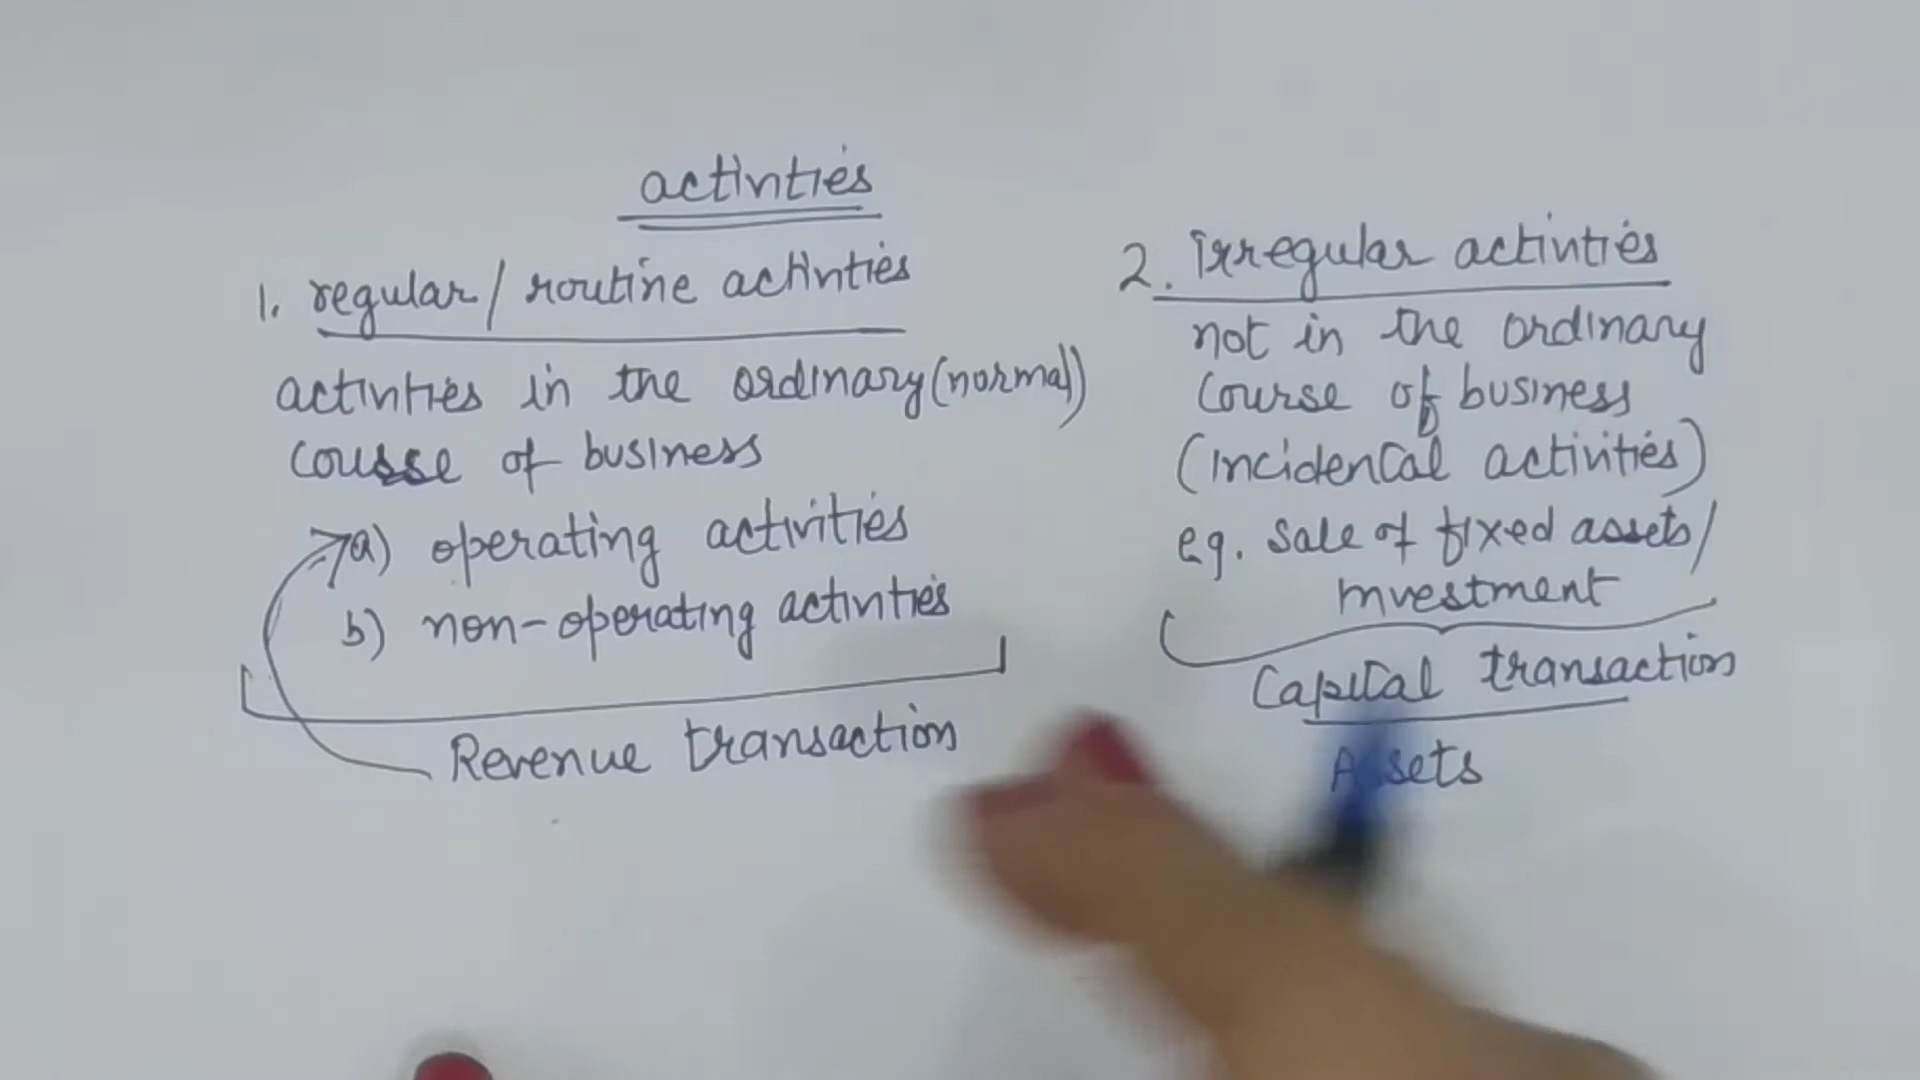 activities
1. regular/ routine activities
activities in the ordinary (normal)
course of business
a) operating activities
b) non-operating activities
Revenue transaction
2. Irregular activities
not in the ordinary
course of business
(incidental activities)
e.g. Sale of fixed assets/
Investment
Capital transaction
Assets